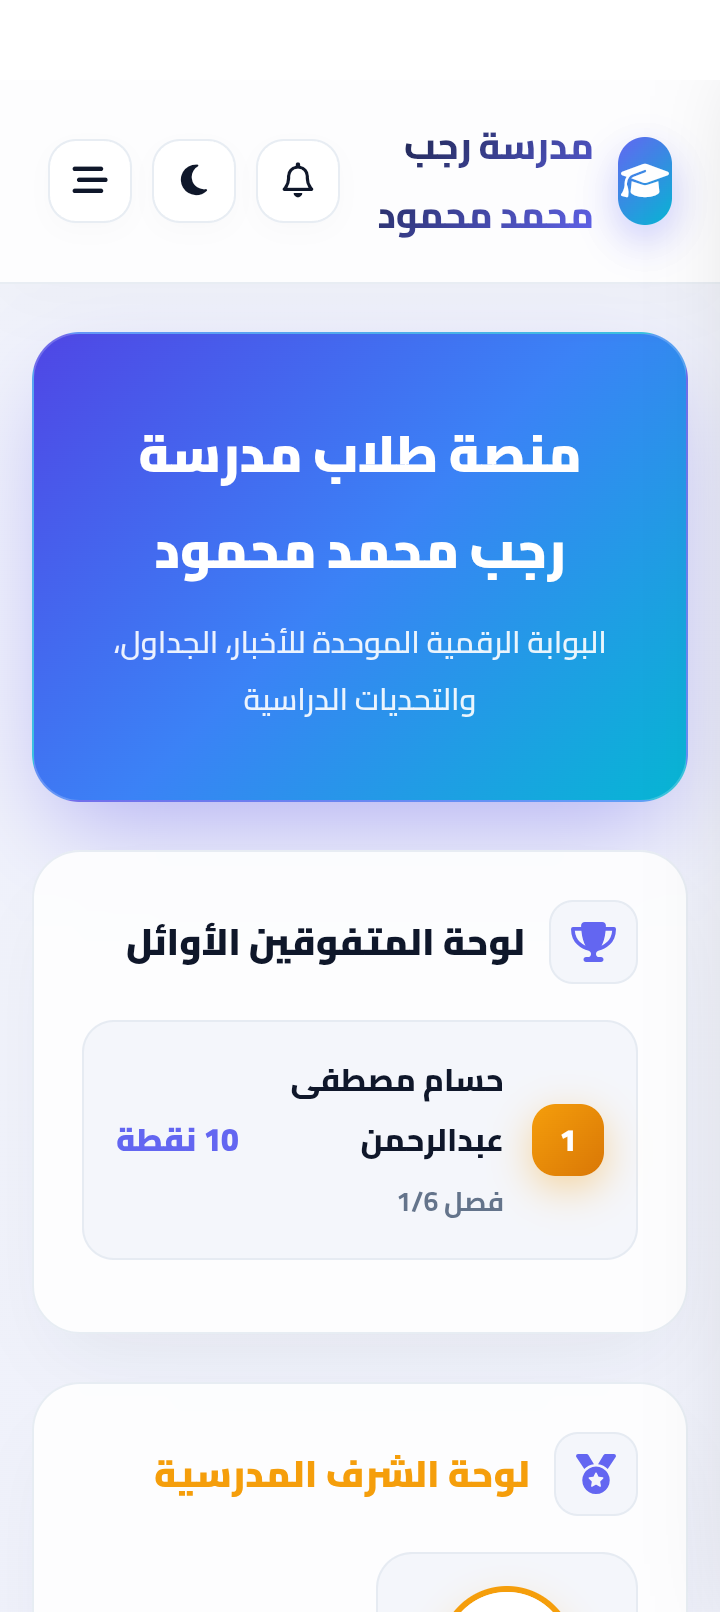 مدرسة رجب
محمد محمود
منصة طلاب مدرسة
رجب محمد محمود
البوابة الرقمية الموحدة للأخبار، الجداول،
والتحديات الدراسية
لوحة المتفوقين الأوائل
1
حسام مصطفى
عبدالرحمن
فصل 1/6
10 نقطة
لوحة الشرف المدرسية